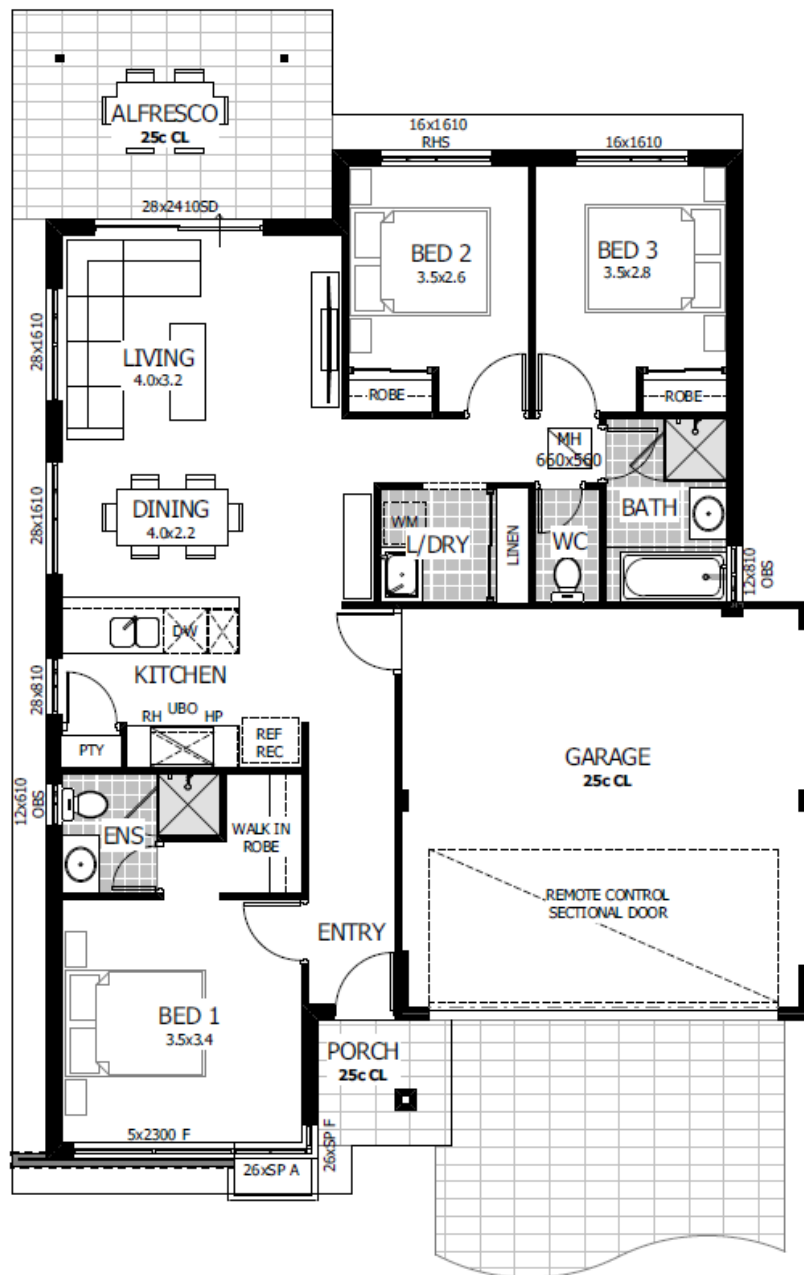 ALFRESCO
25c CL
16x1610
RHS
16x1610
28x2410SD
BED 2
3.5x2.6
BED 3
3.5x2.8
28x1610
LIVING
4.0x3.2
ROBE
ROBE
MH
660x560
28x1610
DINING
4.0x2.2
WM
L/DRY
LINEN
WC
BATH
12x810
OBS
DW
KITCHEN
28x810
RH
UBO
HP
PTY
REF
REC
GARAGE
25c CL
12x610
OBS
ENS
WALK IN
ROBE
REMOTE CONTROL
SECTIONAL DOOR
ENTRY
BED 1
3.5x3.4
PORCH
25c CL
5x2300 F
26xSP F
26xSP A